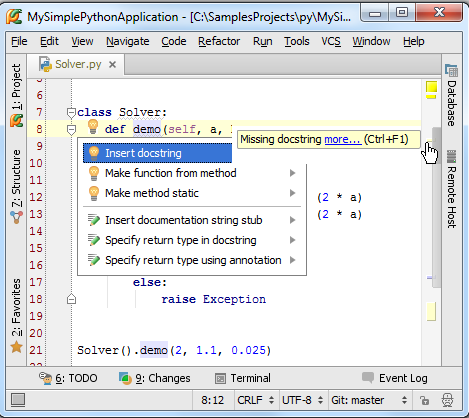 MySimplePythonApplication - [C:\SamplesProjects\py\MySi
File Edit View Navigate Code Refactor Run Tools VCS Window Help
Solver.py
1: Project
7: Structure
2: Favorites
Database
Remote Host
5
6
7 class Solver:
8 def demo(self, a,
Missing docstring more... (Ctrl+F1)
9
Insert docstring
10
Make function from method
11
Make method static
12 (2 * a)
13 (2 * a)
Insert documentation string stub
14
Specify return type in docstring
15
Specify return type using annotation
16
17 else:
18 raise Exception
19
20
21 Solver().demo(2, 1.1, 0.025)
6: TODO 9: Changes Terminal Event Log
8:12 CRLF UTF-8 Git: master